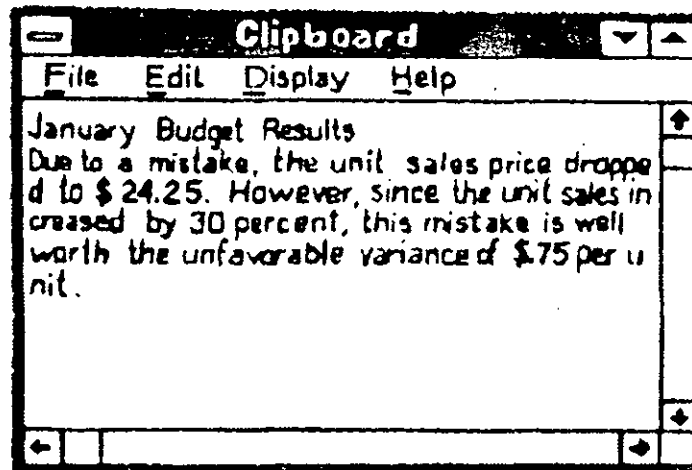 Clipboard
File Edit Display Help
January Budget Results
Due to a mistake, the unit sales price droppe
d to $24.25. However, since the unit sales in
creased by 30 percent, this mistake is well
worth the unfavorable variance of $.75 per u
nit.